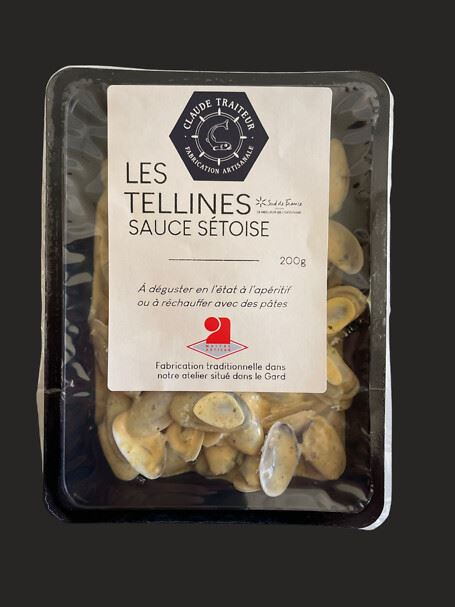 CLAUDE TRAITEUR
FABRICATION ARTISANALE
LES
TELLINES
Sud de France
SAUCE SÉTOISE
200g
À déguster en l'état à l'apéritif
ou à réchauffer avec des pâtes
Fabrication traditionnelle dans
notre atelier situé dans le Gard